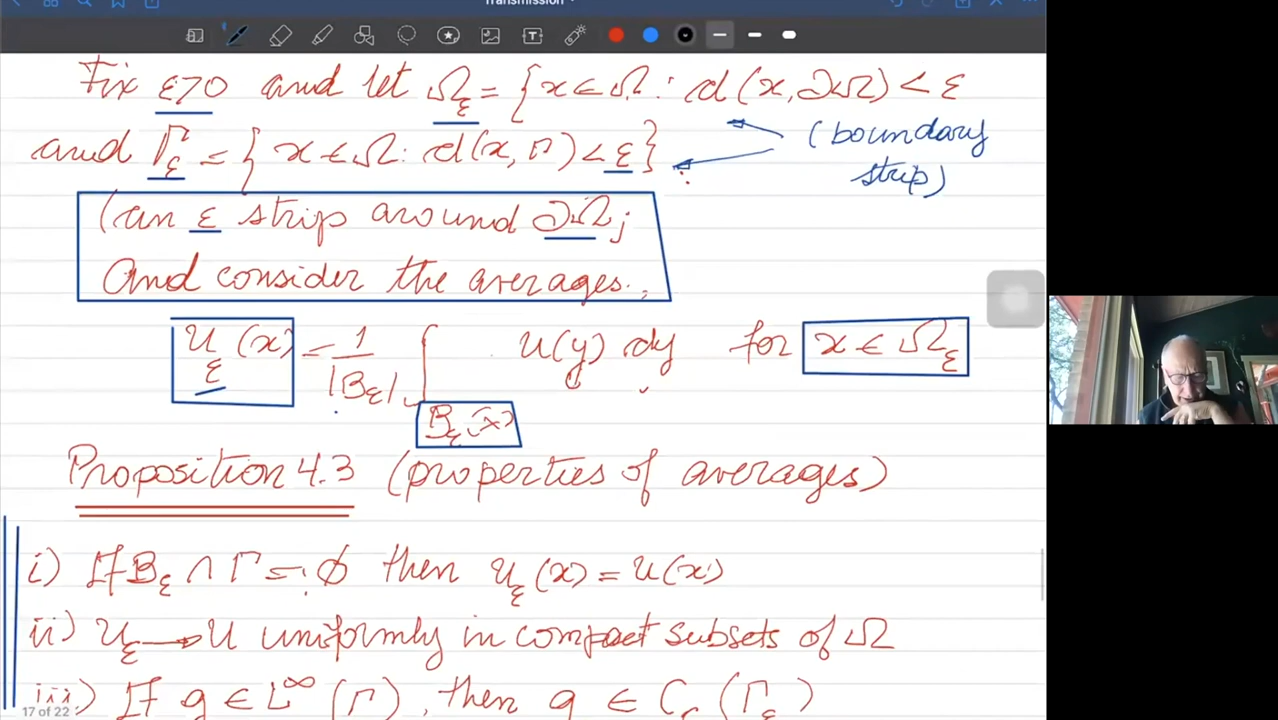 Transmission
Fix ε>0 and let Ω_ε = { x ∈ Ω : d(x, ∂Ω) < ε
and Γ_ε = { x ∈ Ω : d(x, Γ) < ε }
(boundary
strip)
(an ε strip around ∂Ω;
And consider the averages.
u_ε(x) = 1/|B_ε| ∫_{B_ε(x)} u(y) dy for x ∈ Ω_ε
Proposition 4.3 (properties of averages)
i) If B_ε ∩ Γ = ∅ then u_ε(x) = u(x)
ii) u_ε → u uniformly in compact subsets of Ω
iii) If g ∈ L^∞(Γ), then g ∈ C_c(Γ_ε)
17 of 22